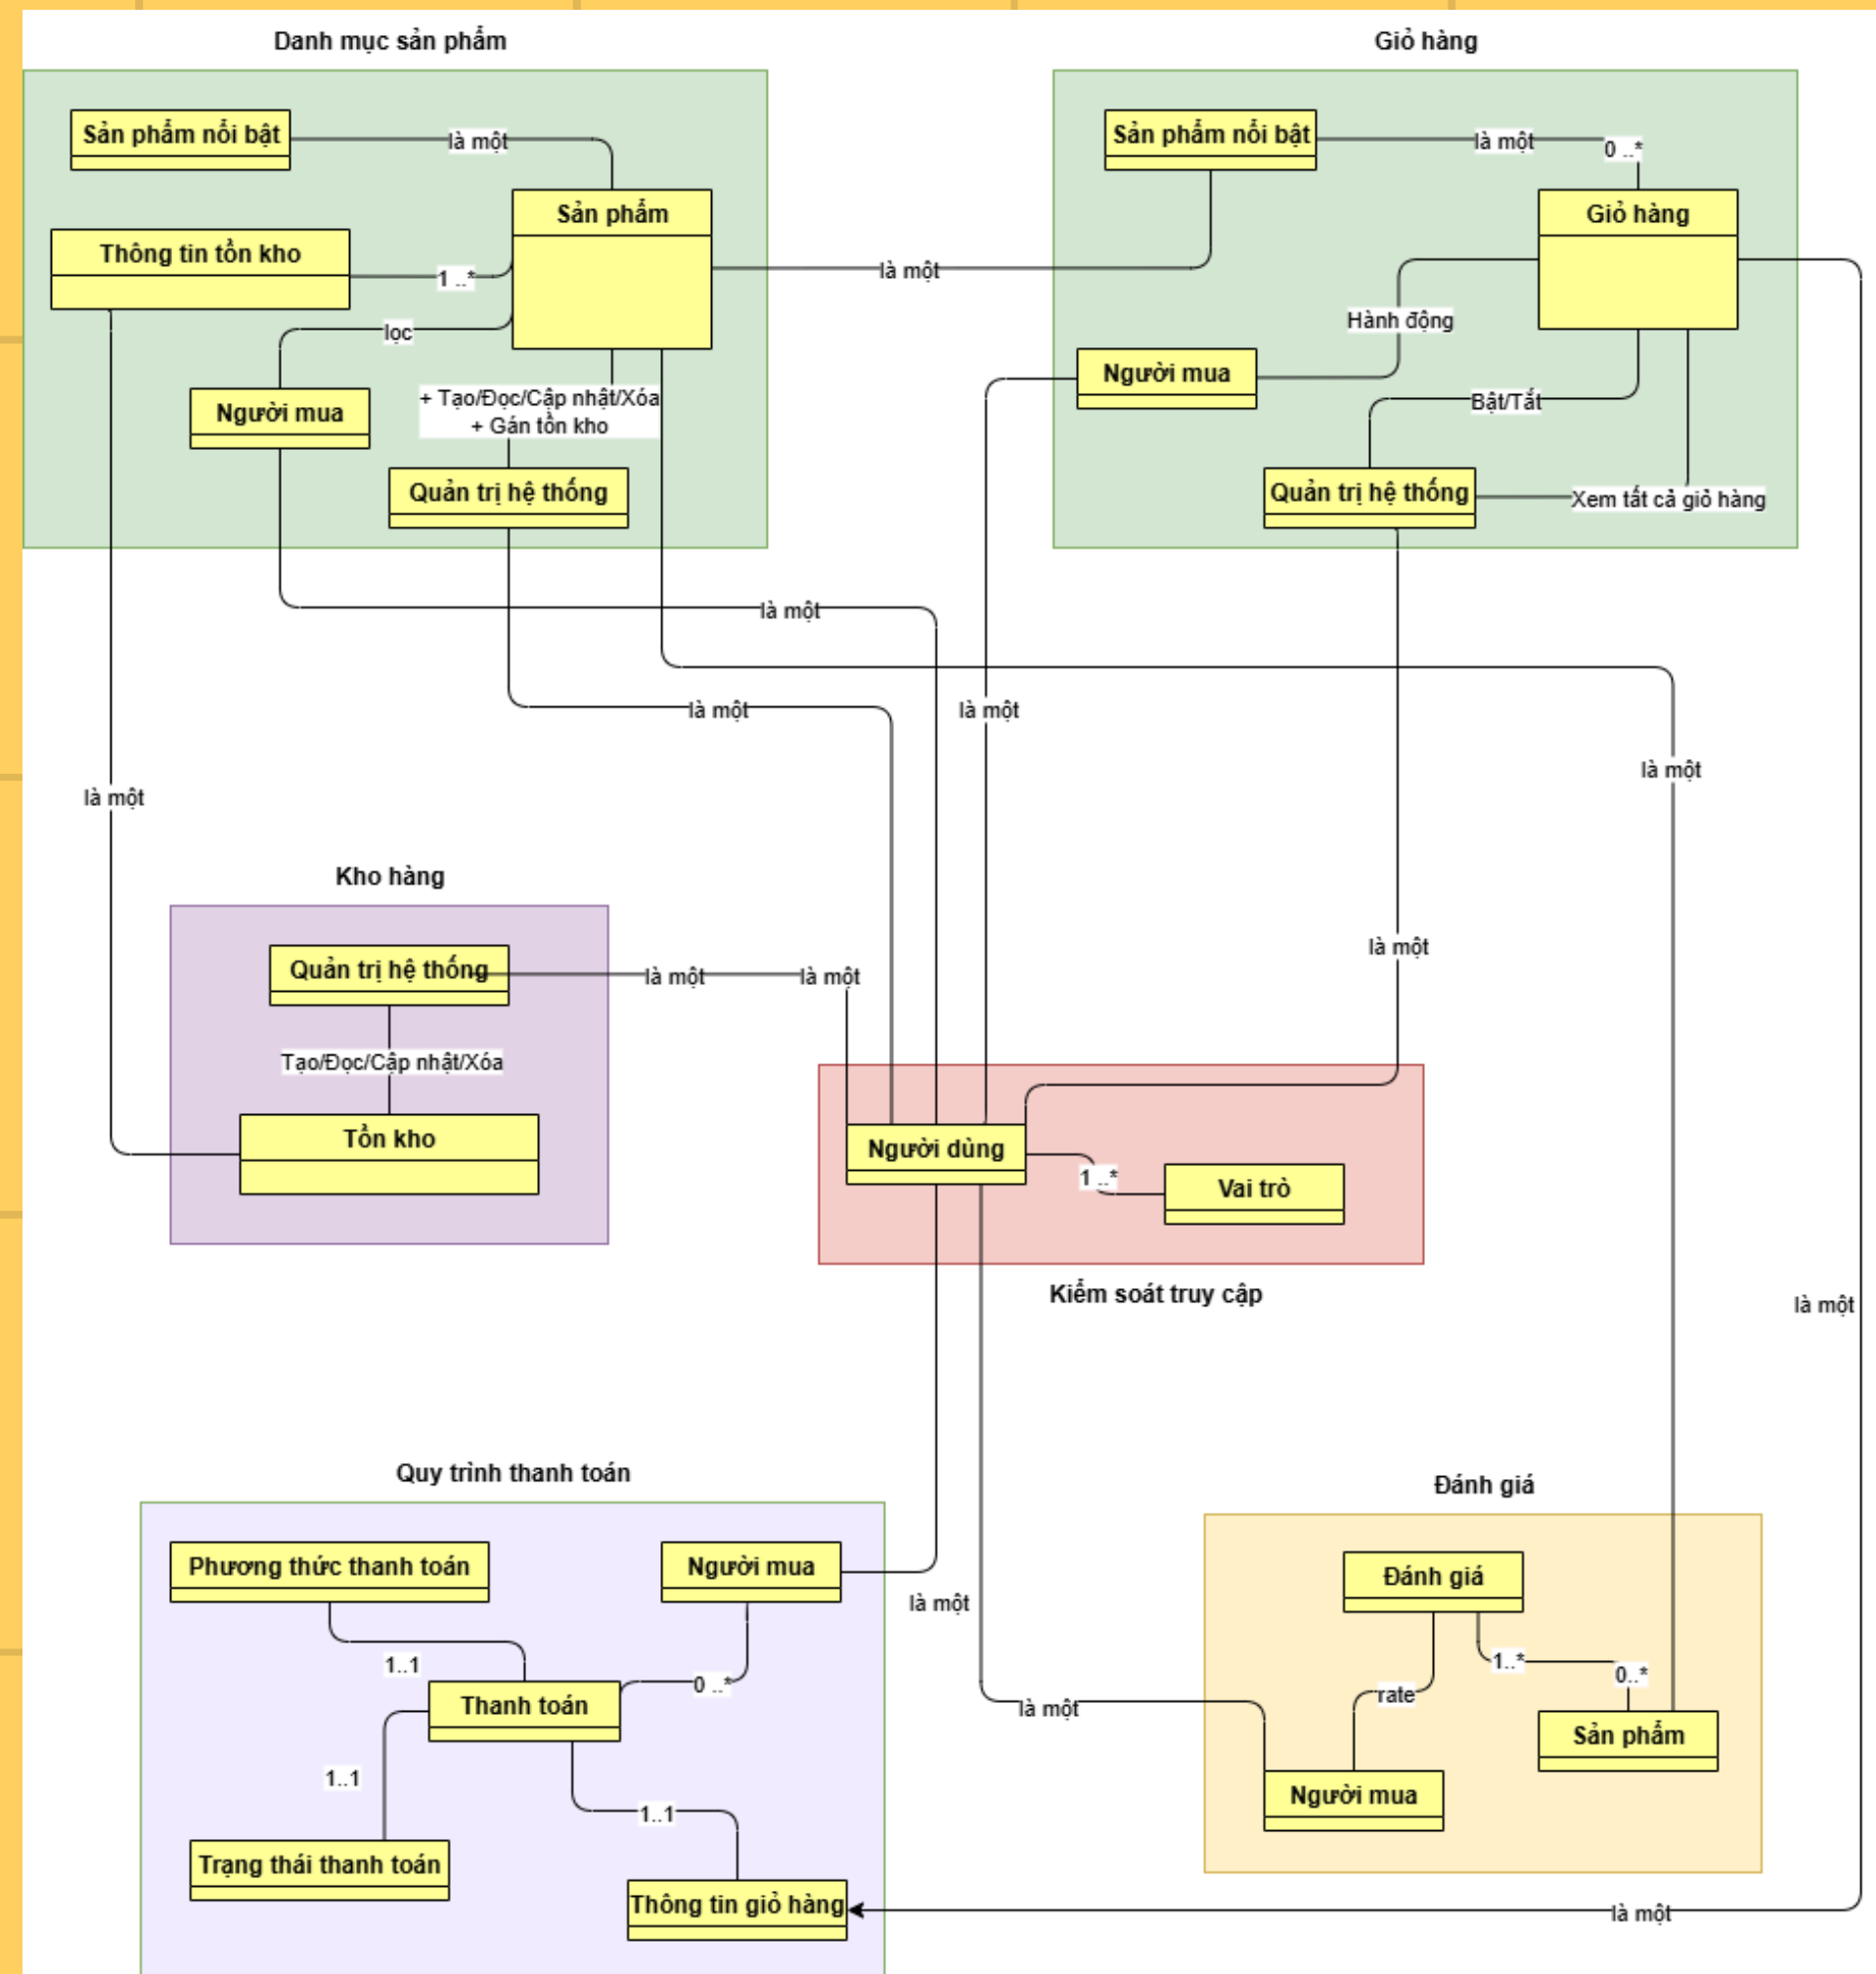 Danh mục sản phẩm
Giỏ hàng
Sản phẩm nổi bật
là một
Sản phẩm
Thông tin tồn kho
1 ..*
lọc
Người mua
+ Tạo/Đọc/Cập nhật/Xóa
+ Gán tồn kho
Quản trị hệ thống
là một
Sản phẩm nổi bật
là một
0 ..*
Giỏ hàng
Hành động
Người mua
Bật/Tắt
Quản trị hệ thống
Xem tất cả giỏ hàng
là một
là một
là một
là một
là một
là một
Kho hàng
Quản trị hệ thống
là một
là một
Tạo/Đọc/Cập nhật/Xóa
Tồn kho
Người dùng
1 ..*
Vai trò
Kiểm soát truy cập
là một
Quy trình thanh toán
Phương thức thanh toán
Người mua
là một
1..1
0 ..*
Thanh toán
1..1
1..1
Trạng thái thanh toán
Thông tin giỏ hàng
Đánh giá
Đánh giá
1..*
0..*
rate
là một
Sản phẩm
Người mua
là một